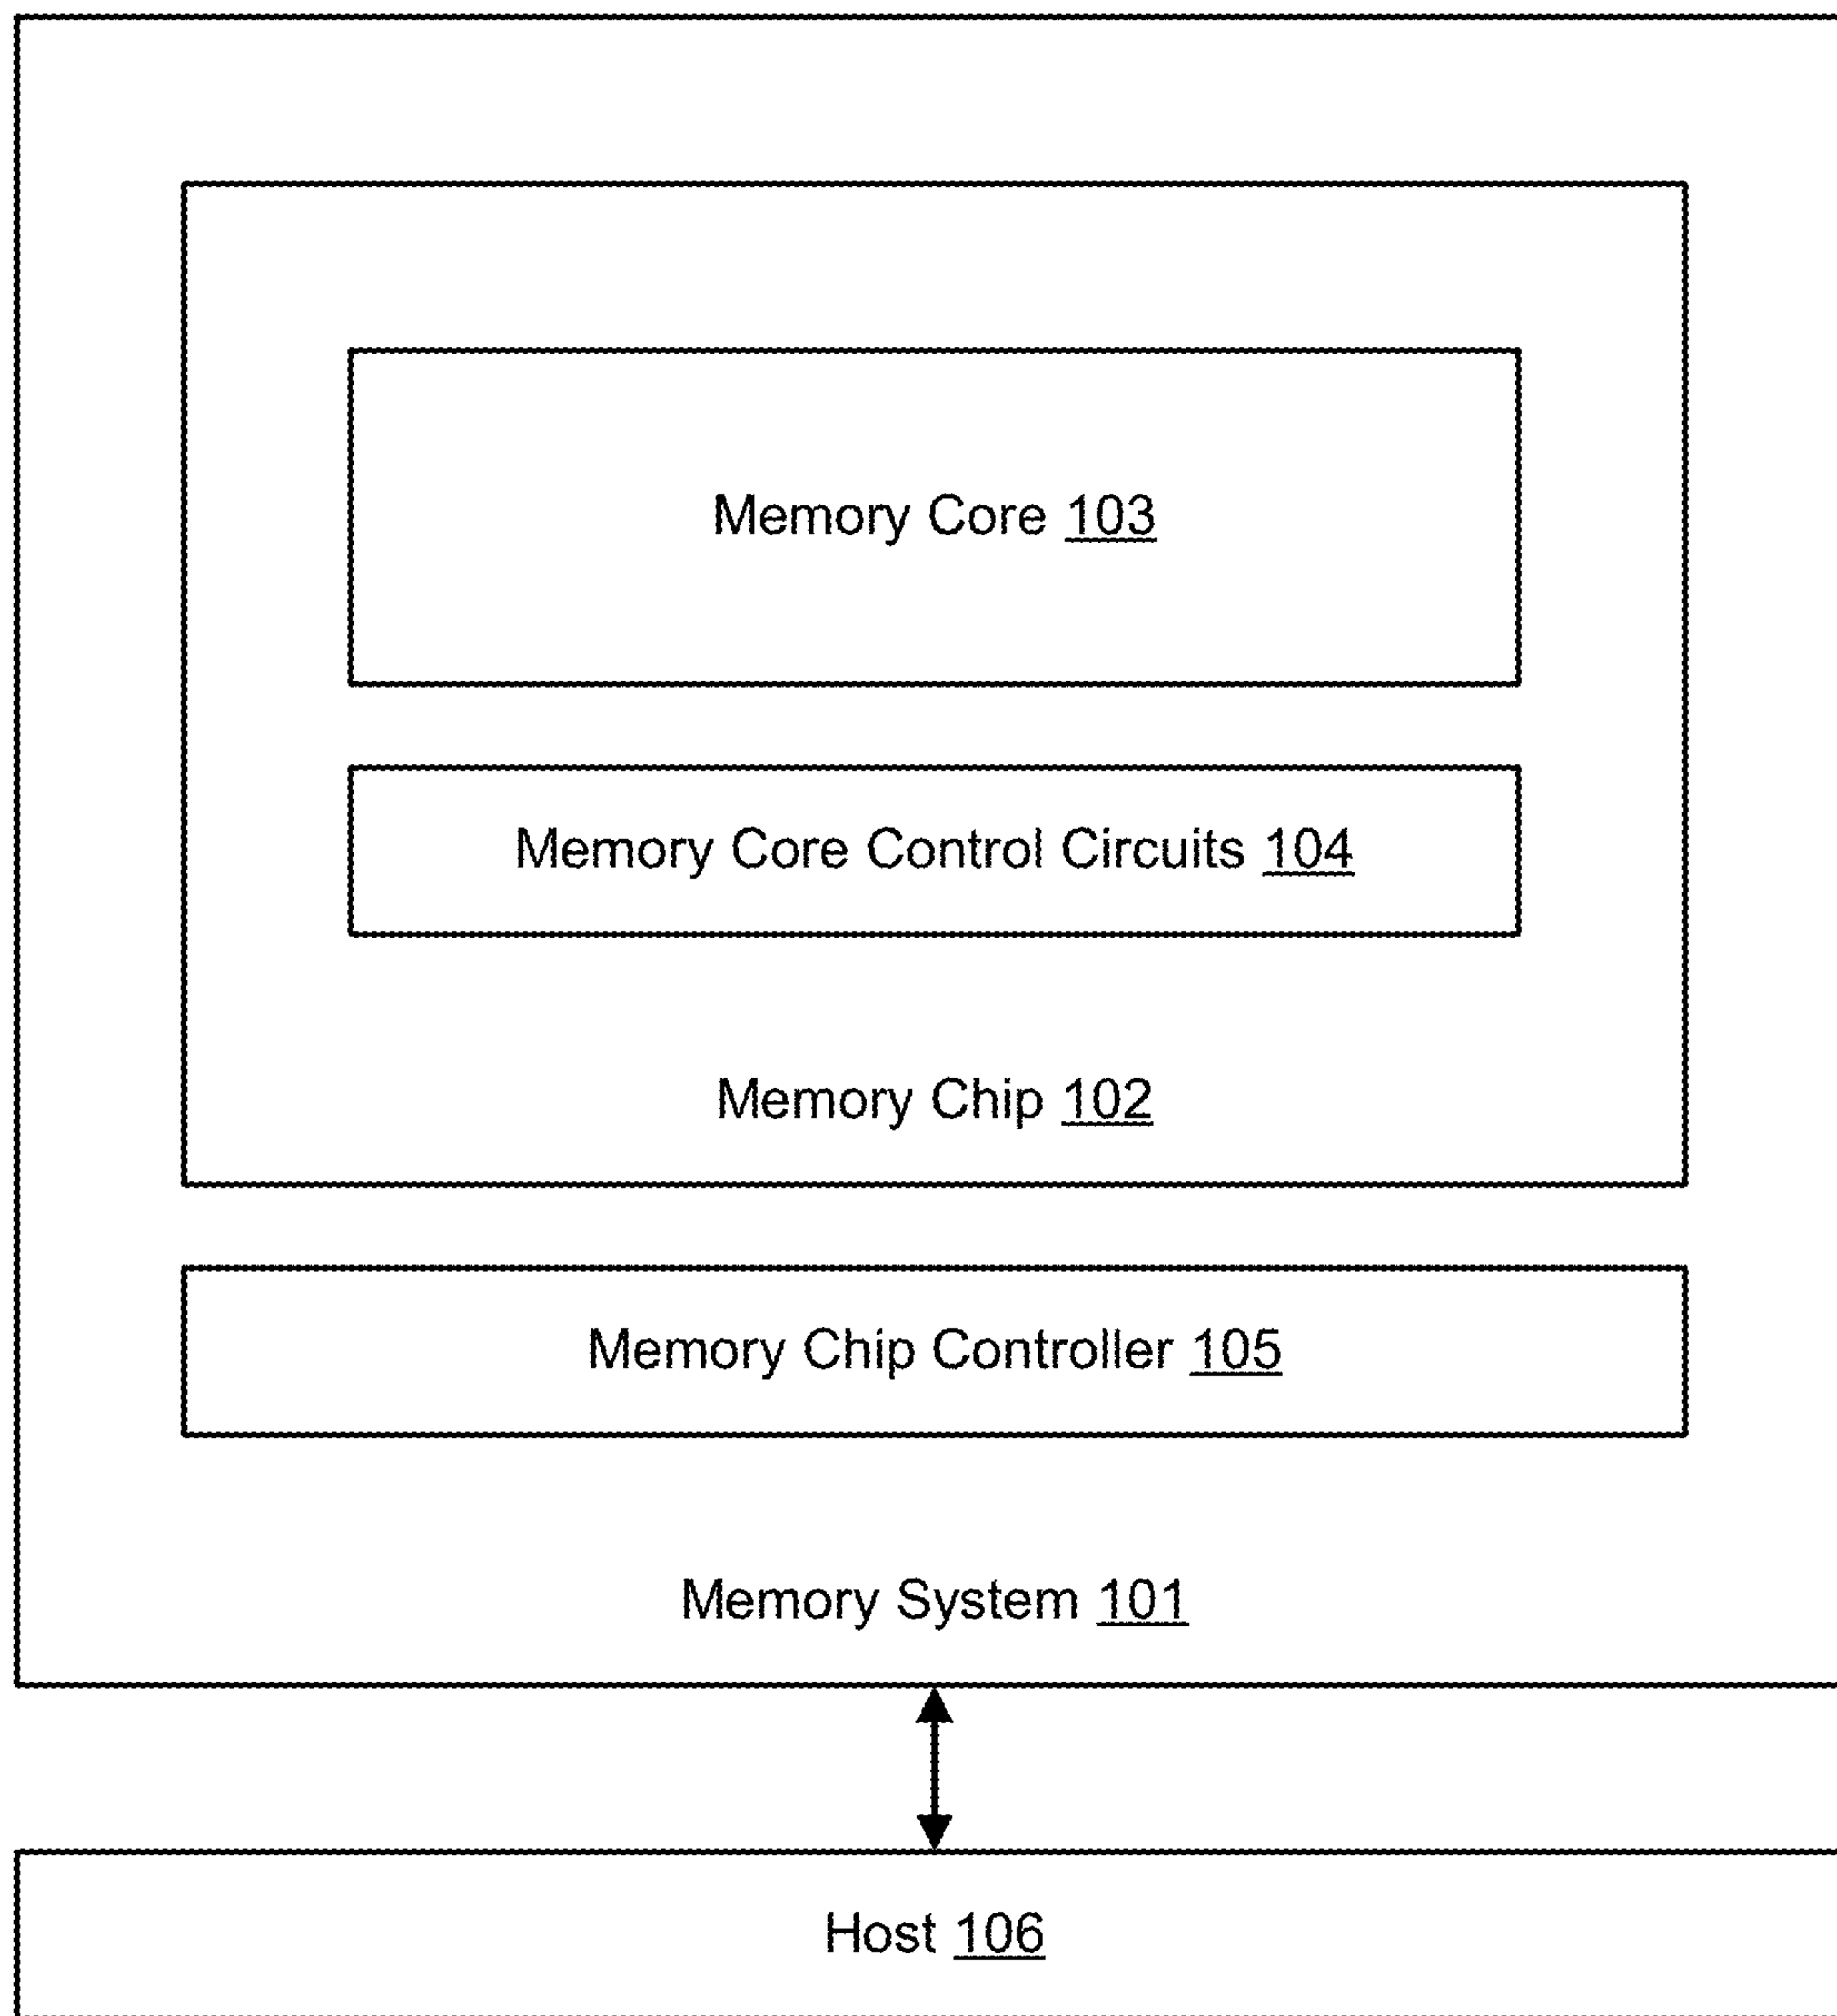 Memory Core 103
Memory Core Control Circuits 104
Memory Chip 102
Memory Chip Controller 105
Memory System 101
Host 106